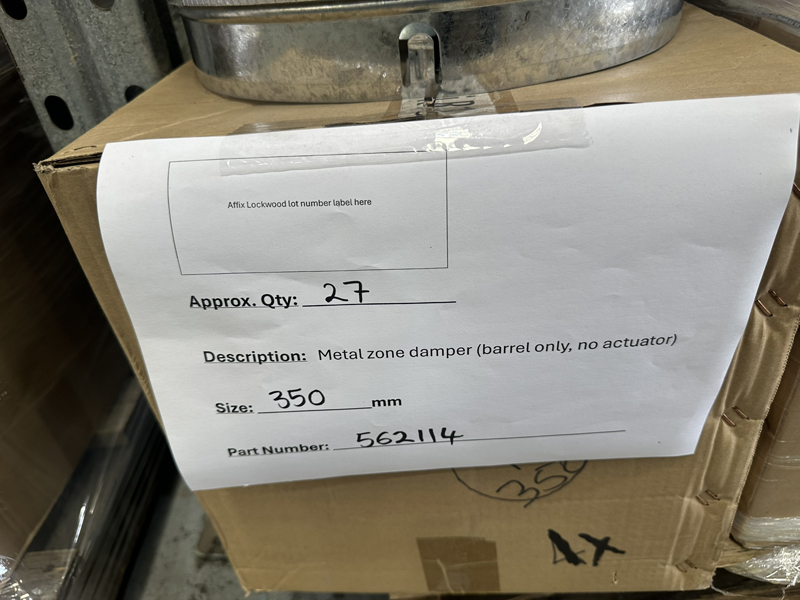 Affix Lockwood lot number label here
Approx. Qty: 27
Description: Metal zone damper (barrel only, no actuator)
Size: 350 mm
Part Number: 562114
350
4x